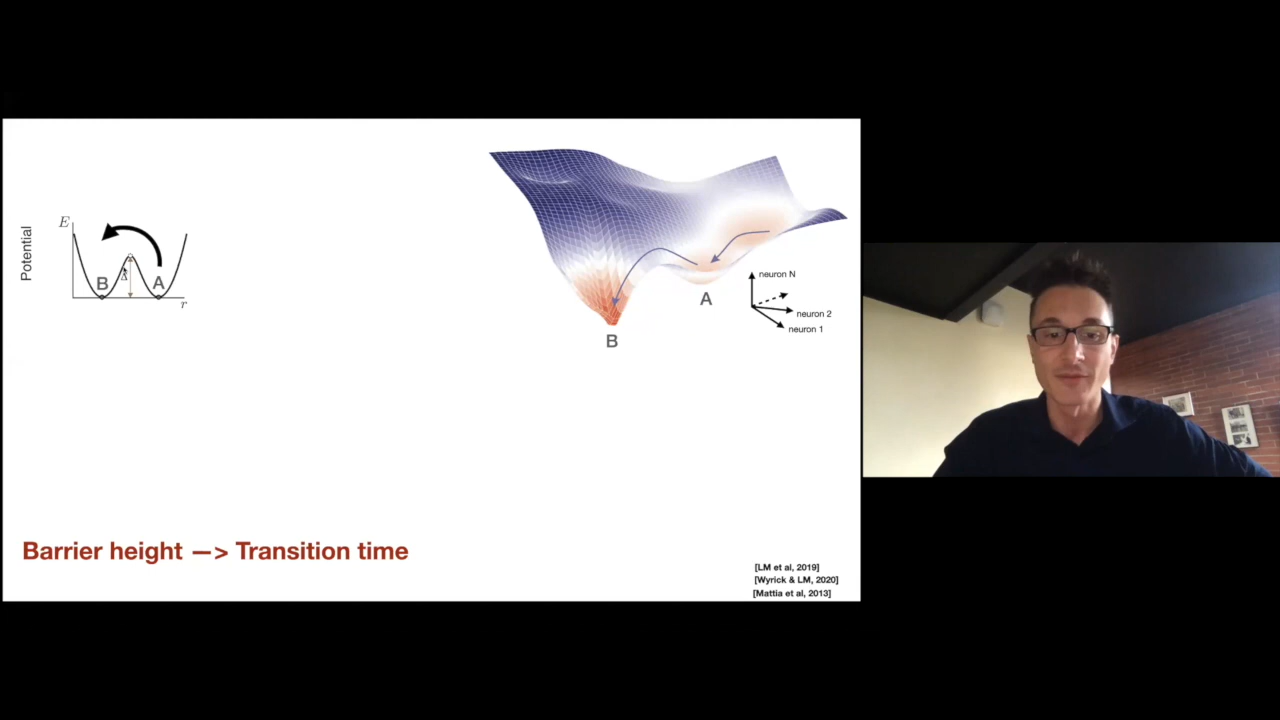 Potential
E
B
Δ
A
r
A
B
neuron N
neuron 2
neuron 1
Barrier height —> Transition time
[LM et al, 2019]
[Wyrick & LM, 2020]
[Mattia et al, 2013]